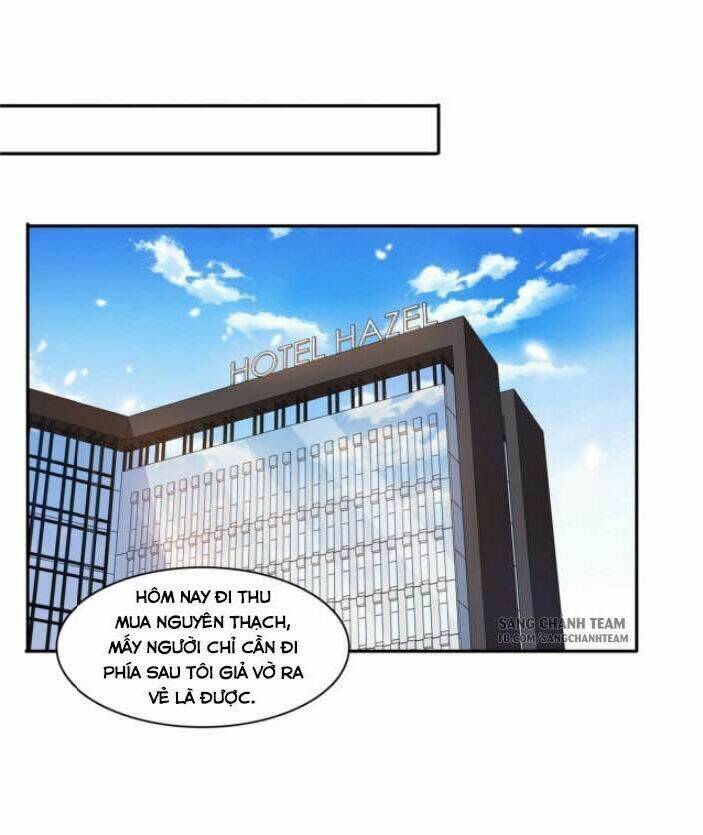 HOTEL HAZEL
HÔM NAY ĐI THU
MUA NGUYÊN THẠCH,
MẤY NGƯỜI CHỈ CẦN ĐI
PHÍA SAU TÔI GIẢ VỜ RA
VẺ LÀ ĐƯỢC.
SANG CHẢNH TEAM
FB.COM/SANGCHANHTEAM